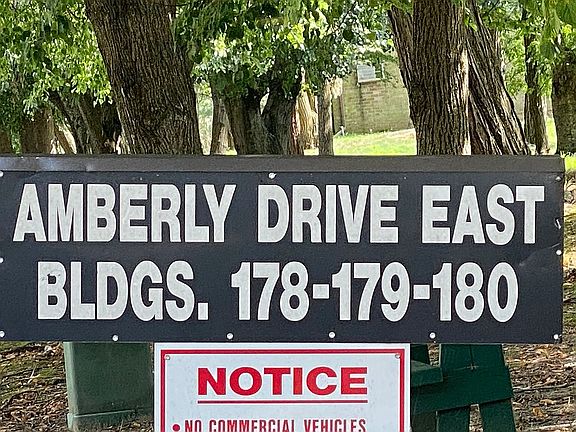 AMBERLY DRIVE EAST
BLDGS. 178-179-180
NOTICE
• NO COMMERCIAL VEHICLES